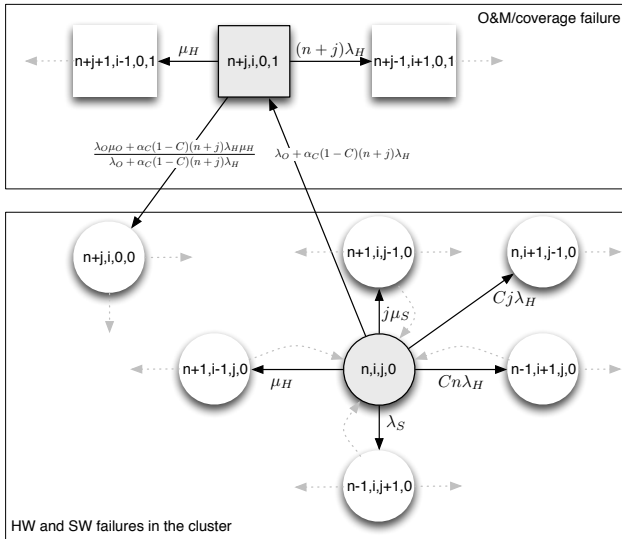 O&M/coverage failure
n+j+1,i-1,0,1
μ_H
n+j,i,0,1
(n + j)λ_H
n+j-1,i+1,0,1
λ_Oμ_O + α_C(1 − C)(n + j)λ_Hμ_H
λ_O + α_C(1 − C)(n + j)λ_H
λ_O + α_C(1 − C)(n + j)λ_H
n+j,i,0,0
n+1,i,j-1,0
n,i+1,j-1,0
Cjλ_H
jμ_S
n+1,i-1,j,0
μ_H
n,i,j,0
Cnλ_H
n-1,i+1,j,0
λ_S
n-1,i,j+1,0
HW and SW failures in the cluster